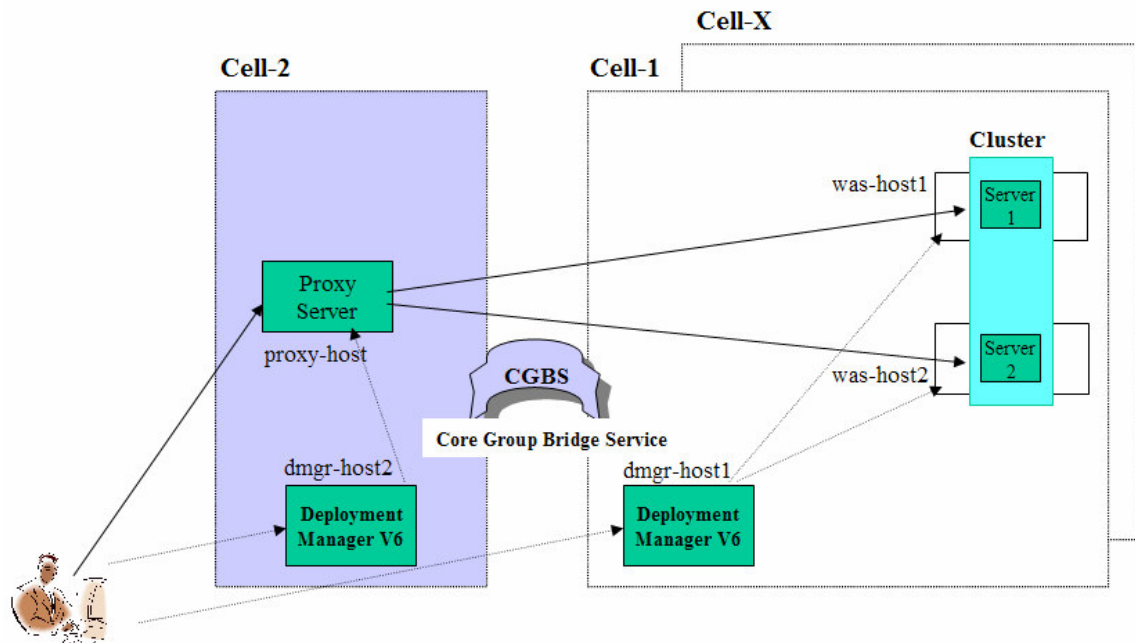 Cell-X
Cell-2
Cell-1
Cluster
was-host1
Server
1
Proxy
Server
proxy-host
was-host2
Server
2
CGBS
Core Group Bridge Service
dmgr-host2
dmgr-host1
Deployment
Manager V6
Deployment
Manager V6